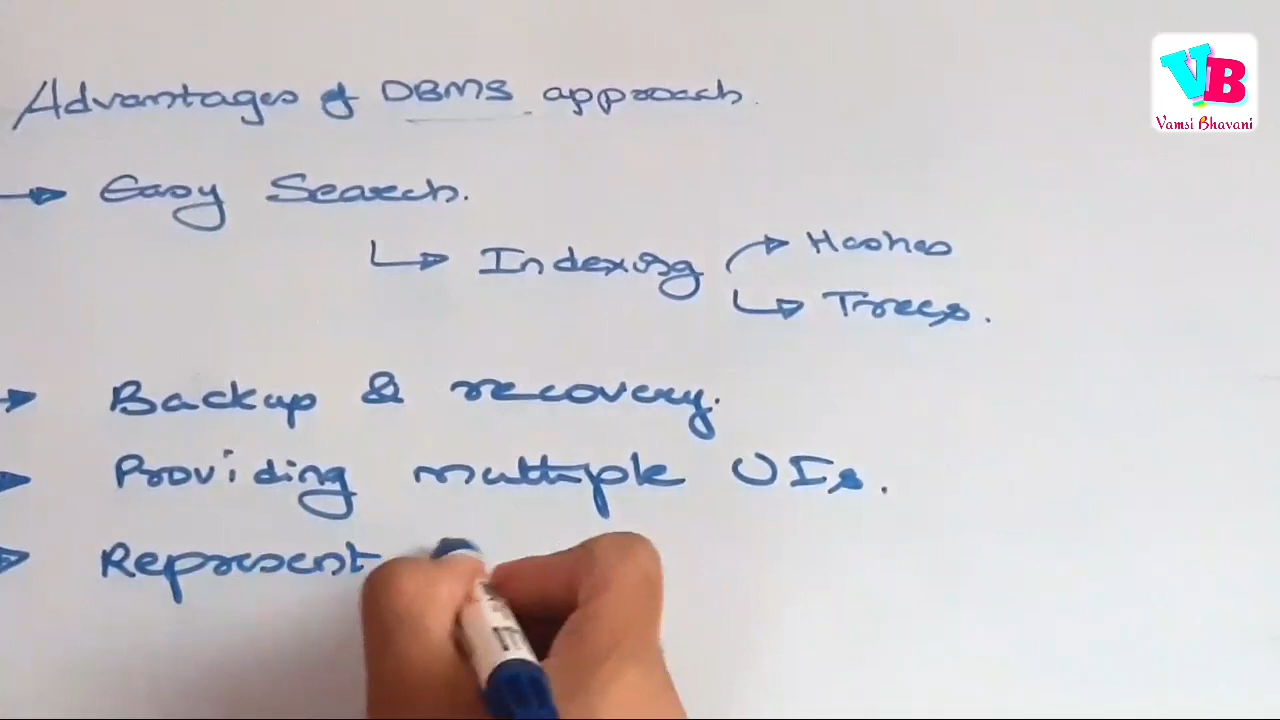 Advantages of DBMS approach.
→ Easy Search.
↳ Indexing → Hashes
↳ Trees.
→ Backup & recovery.
→ Providing multiple UIs.
→ Represent
VB
Vamsi Bhavani